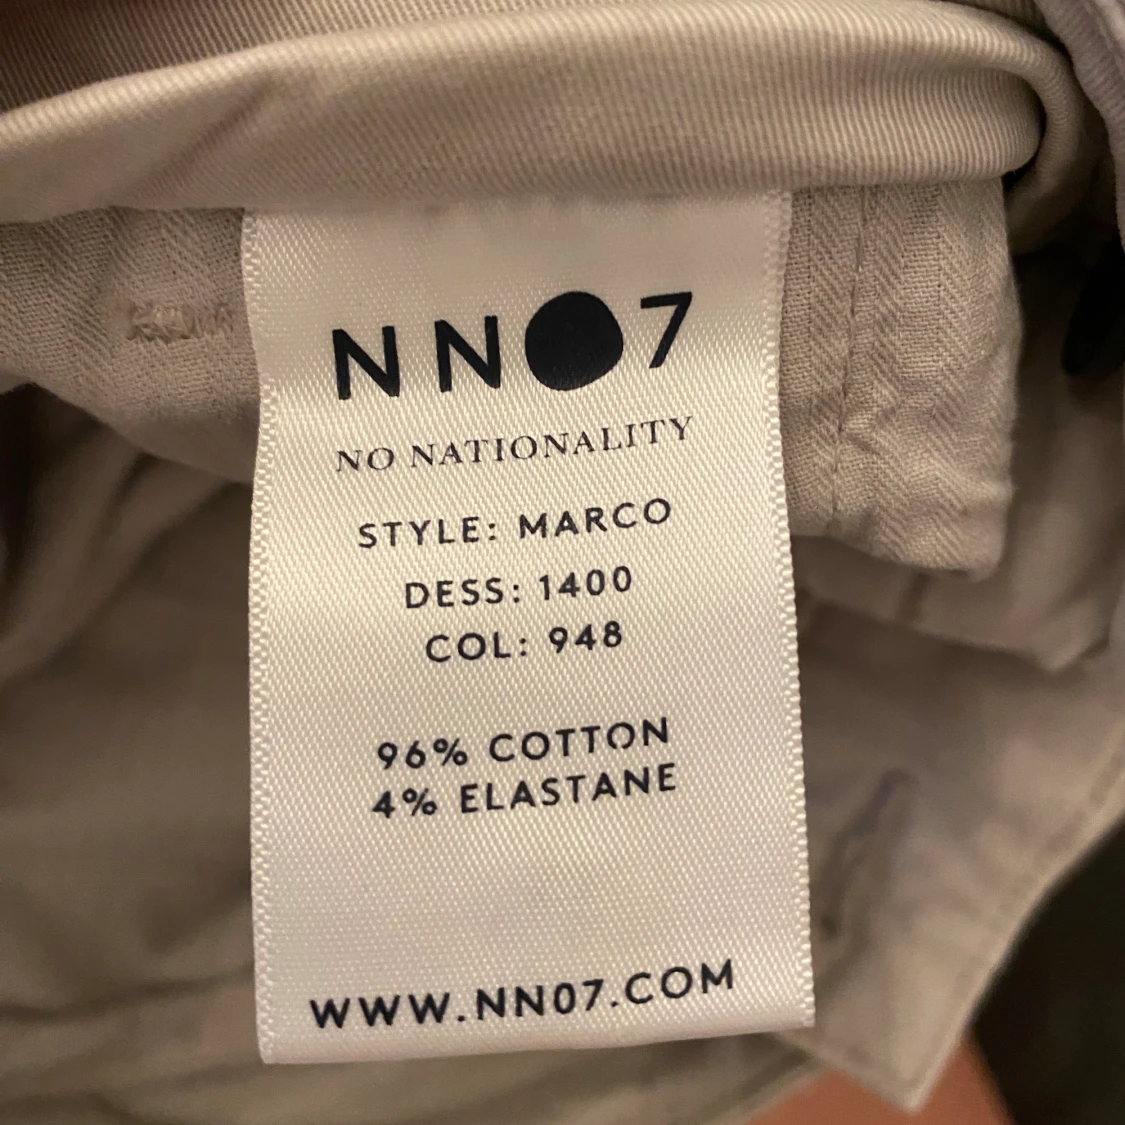 NN07
NO NATIONALITY
STYLE: MARCO
DESS: 1400
COL: 948
96% COTTON
4% ELASTANE
WWW.NN07.COM